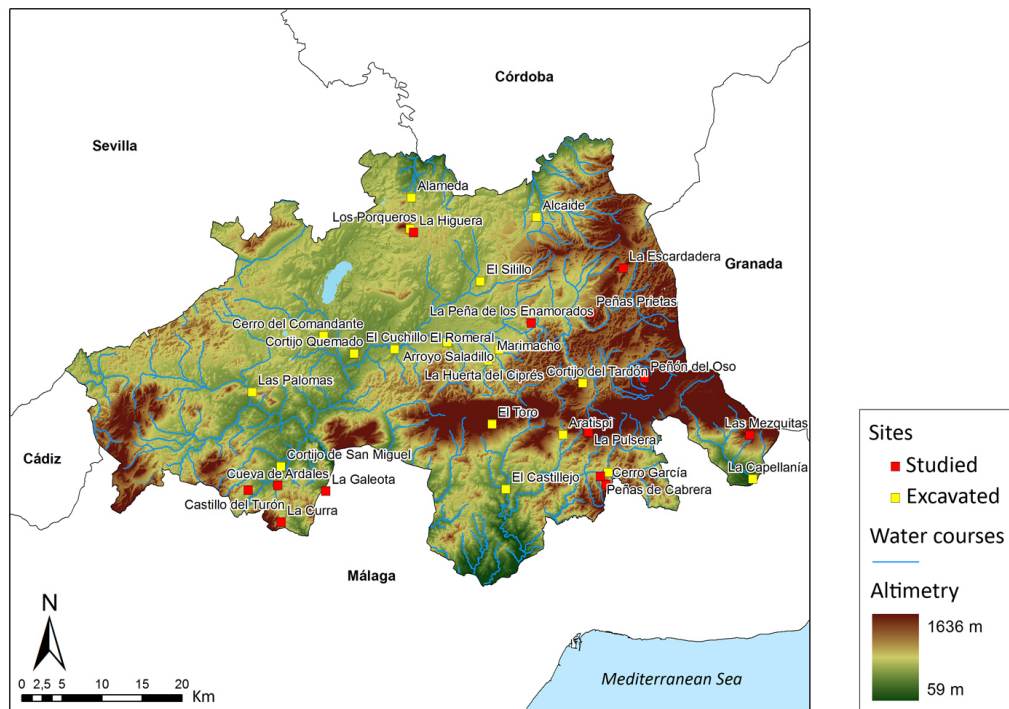 Córdoba
Sevilla
Alameda
Los Porqueros
La Higuera
Alcaide
La Escardadera
Granada
El Silillo
Peñas Prietas
La Peña de los Enamorados
Cerro del Comandante
El Cuchillo
El Romeral
Cortijo Quemado
Marimacho
Arroyo Saladillo
Cortijo del Tardón
Peñón del Oso
La Huerta del Ciprés
Las Palomas
El Toro
Aratispi
Las Mezquitas
La Pulsera
Cádiz
Cortijo de San Miguel
Cueva de Ardales
La Galeota
El Castillejo
Cerro García
La Capellanía
Peñas de Cabrera
Castillo del Turón
La Curra
Málaga
N
0 2,5 5 10 15 20
Km
Mediterranean Sea
Sites
Studied
Excavated
Water courses
Altimetry
1636 m
59 m